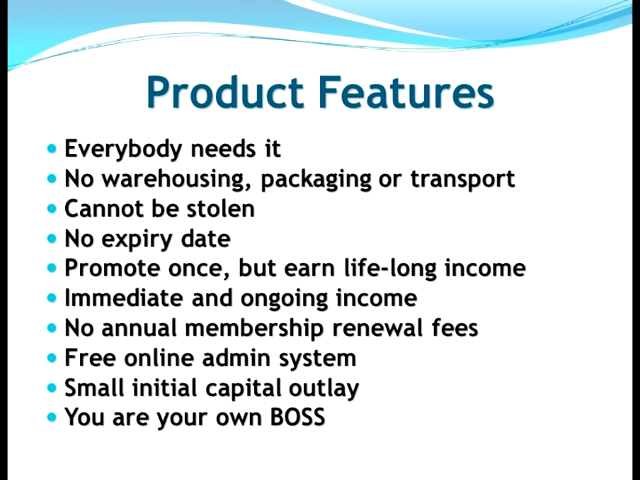 Product Features
Everybody needs it
No warehousing, packaging or transport
Cannot be stolen
No expiry date
Promote once, but earn life-long income
Immediate and ongoing income
No annual membership renewal fees
Free online admin system
Small initial capital outlay
You are your own BOSS